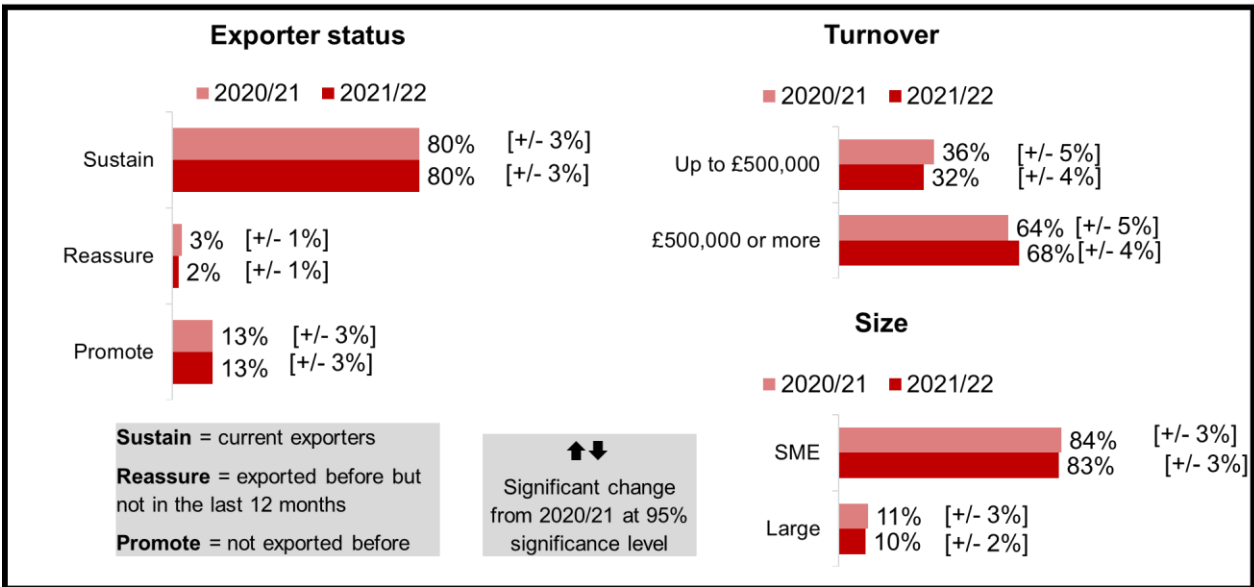 Exporter status
2020/21 2021/22
Sustain
80% [+/- 3%]
80% [+/- 3%]
Reassure
3% [+/- 1%]
2% [+/- 1%]
Promote
13% [+/- 3%]
13% [+/- 3%]
Sustain = current exporters
Reassure = exported before but
not in the last 12 months
Promote = not exported before
Significant change
from 2020/21 at 95%
significance level
Turnover
2020/21 2021/22
Up to £500,000
36% [+/- 5%]
32% [+/- 4%]
£500,000 or more
64% [+/- 5%]
68% [+/- 4%]
Size
2020/21 2021/22
SME
84% [+/- 3%]
83% [+/- 3%]
Large
11% [+/- 3%]
10% [+/- 2%]